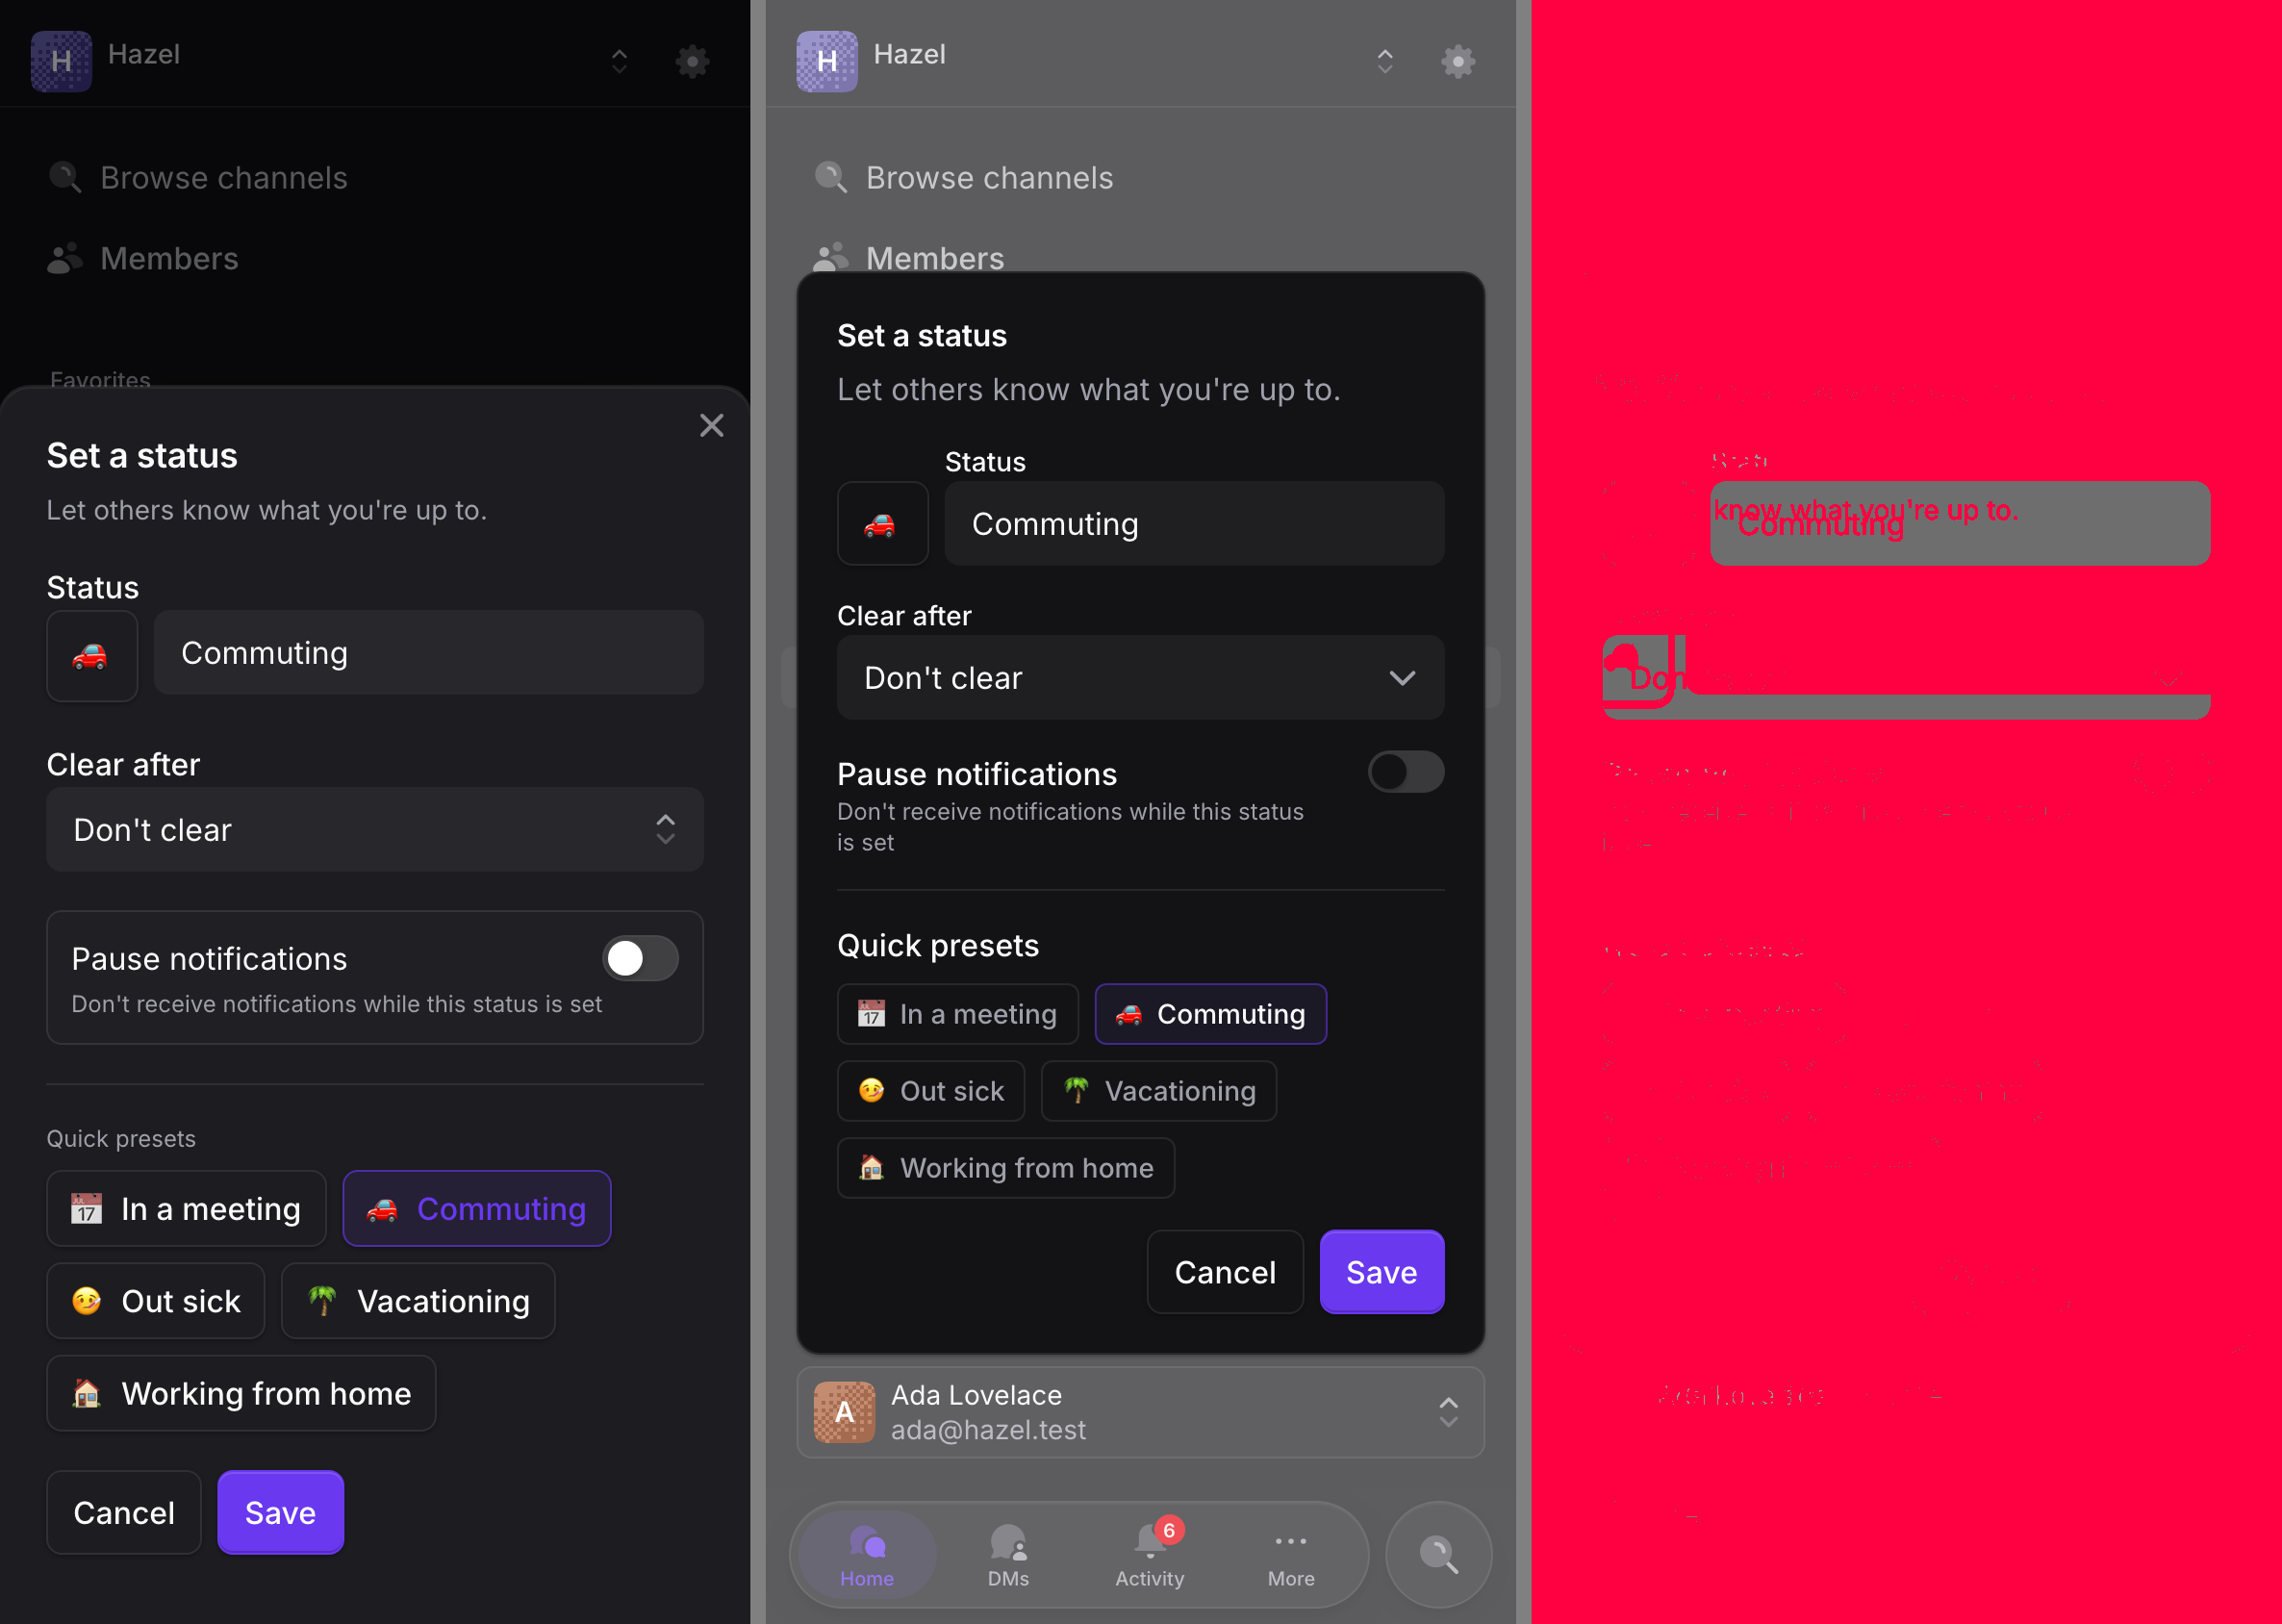 H Hazel
Browse channels
Members
Favorites
Set a status
Let others know what you're up to.
Status
Commuting
Clear after
Don't clear
Pause notifications
Don't receive notifications while this status is set
Quick presets
JUL 17 In a meeting
Commuting
Out sick
Vacationing
Working from home
Cancel
Save
H Hazel
Browse channels
Members
Set a status
Let others know what you're up to.
Status
Commuting
Clear after
Don't clear
Pause notifications
Don't receive notifications while this status
is set
Quick presets
17 In a meeting
Commuting
Out sick
Vacationing
Working from home
Cancel
Save
A Ada Lovelace
ada@hazel.test
6
Home
DMs
Activity
More
know what you're up to.
Commuting
Don